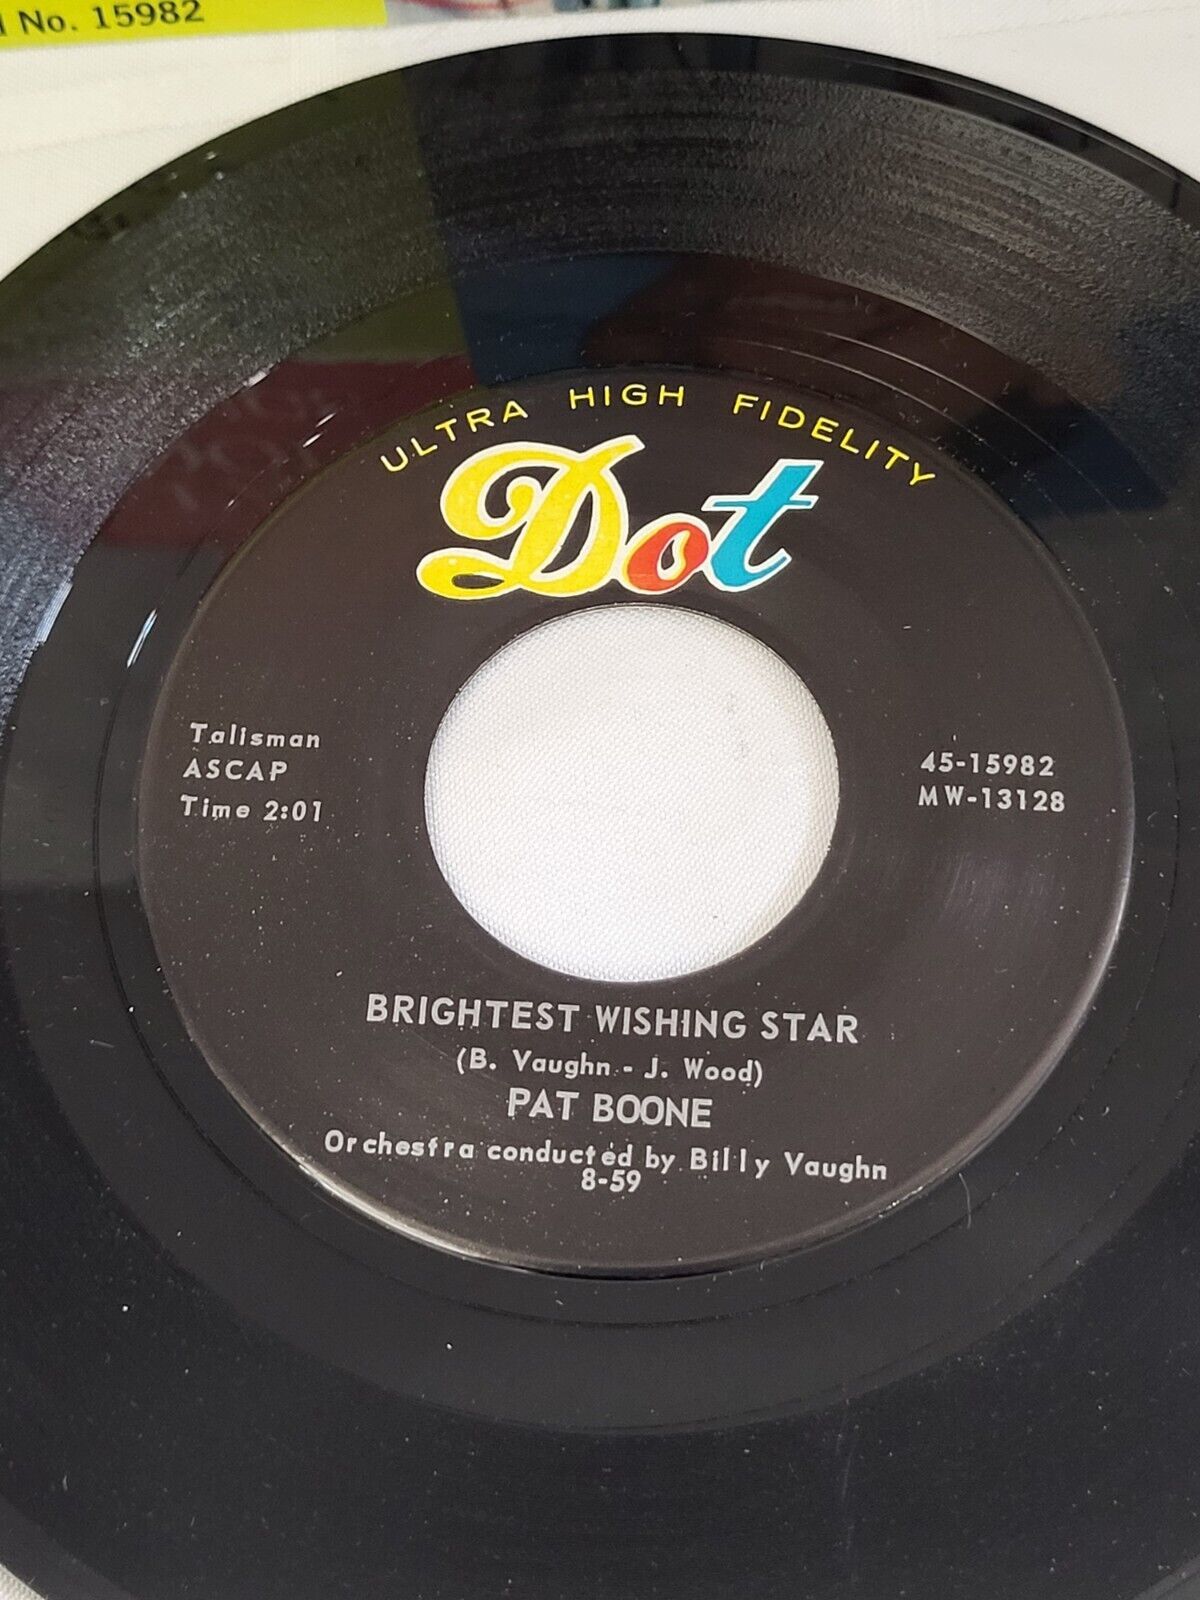 No. 15982
ULTRA HIGH FIDELITY
Dot
Talisman
ASCAP
Time 2:01
45-15982
MW-13128
BRIGHTEST WISHING STAR
(B. Vaughn - J. Wood)
PAT BOONE
Orchestra conducted by Billy Vaughn
8-59